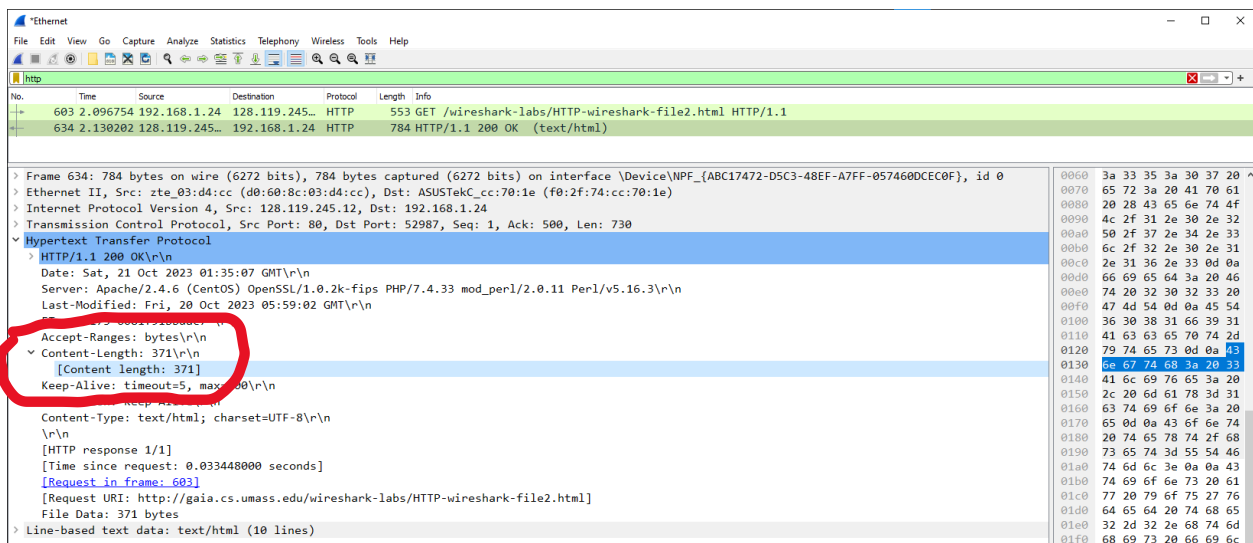 *Ethernet
File Edit View Go Capture Analyze Statistics Telephony Wireless Tools Help
http
No. Time Source Destination Protocol Length Info
603 2.096754 192.168.1.24 128.119.245… HTTP 553 GET /wireshark-labs/HTTP-wireshark-file2.html HTTP/1.1
634 2.130202 128.119.245… 192.168.1.24 HTTP 784 HTTP/1.1 200 OK (text/html)
Frame 634: 784 bytes on wire (6272 bits), 784 bytes captured (6272 bits) on interface \Device\NPF_{ABC17472-D5C3-48EF-A7FF-057460DCEC0F}, id 0
Ethernet II, Src: zte_03:d4:cc (d0:60:8c:03:d4:cc), Dst: ASUSTekC_cc:70:1e (f0:2f:74:cc:70:1e)
Internet Protocol Version 4, Src: 128.119.245.12, Dst: 192.168.1.24
Transmission Control Protocol, Src Port: 80, Dst Port: 52987, Seq: 1, Ack: 500, Len: 730
Hypertext Transfer Protocol
HTTP/1.1 200 OK\r\n
Date: Sat, 21 Oct 2023 01:35:07 GMT\r\n
Server: Apache/2.4.6 (CentOS) OpenSSL/1.0.2k-fips PHP/7.4.33 mod_perl/2.0.11 Perl/v5.16.3\r\n
Last-Modified: Fri, 20 Oct 2023 05:59:02 GMT\r\n
Accept-Ranges: bytes\r\n
Content-Length: 371\r\n
[Content length: 371]
Keep-Alive: timeout=5, 
Content-Type: text/html; charset=UTF-8\r\n
\r\n
[HTTP response 1/1]
[Time since request: 0.033448000 seconds]
[Request in frame: 603]
[Request URI: http://gaia.cs.umass.edu/wireshark-labs/HTTP-wireshark-file2.html]
File Data: 371 bytes
Line-based text data: text/html (10 lines)
0060 3a 33 35 3a 30 37 20
0070 65 72 3a 20 41 70 61
0080 20 28 43 65 6e 74 4f
0090 4c 2f 31 2e 30 2e 32
00a0 50 2f 37 2e 34 2e 33
00b0 6c 2f 32 2e 30 2e 31
00c0 2e 31 36 2e 33 0d 0a
00d0 66 69 65 64 3a 20 46
00e0 74 20 32 30 32 33 20
00f0 47 4d 54 0d 0a 45 54
0100 36 30 38 31 66 39 31
0110 41 63 63 65 70 74 2d
0120 79 74 65 73 0d 0a 43
0130 6e 67 74 68 3a 20 33
0140 41 6c 69 76 65 3a 20
0150 2c 20 6d 61 78 3d 31
0160 63 74 69 6f 6e 3a 20
0170 65 0d 0a 43 6f 6e 74
0180 20 74 65 78 74 2f 68
0190 73 65 74 3d 55 54 46
01a0 74 6d 6c 3e 0a 0a 43
01b0 74 69 6f 6e 73 20 61
01c0 77 20 79 6f 75 27 76
01d0 64 65 64 20 74 68 65
01e0 32 2d 32 2e 68 74 6d
01f0 68 69 73 20 66 69 6c